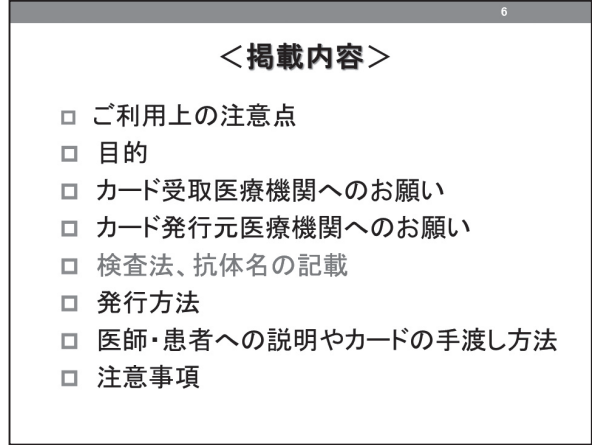 6
＜掲載内容＞
□ ご利用上の注意点
□ 目的
□ カード受取医療機関へのお願い
□ カード発行元医療機関へのお願い
□ 検査法、抗体名の記載
□ 発行方法
□ 医師・患者への説明やカードの手渡し方法
□ 注意事項